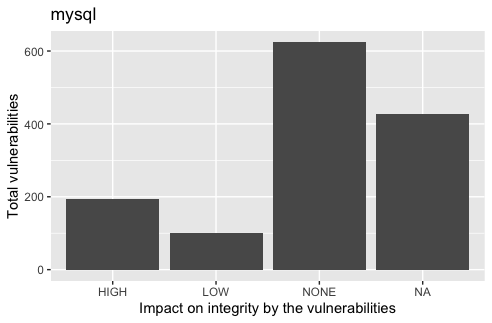 mysql
Total vulnerabilities
600
400
200
0
HIGH LOW NONE NA
Impact on integrity by the vulnerabilities